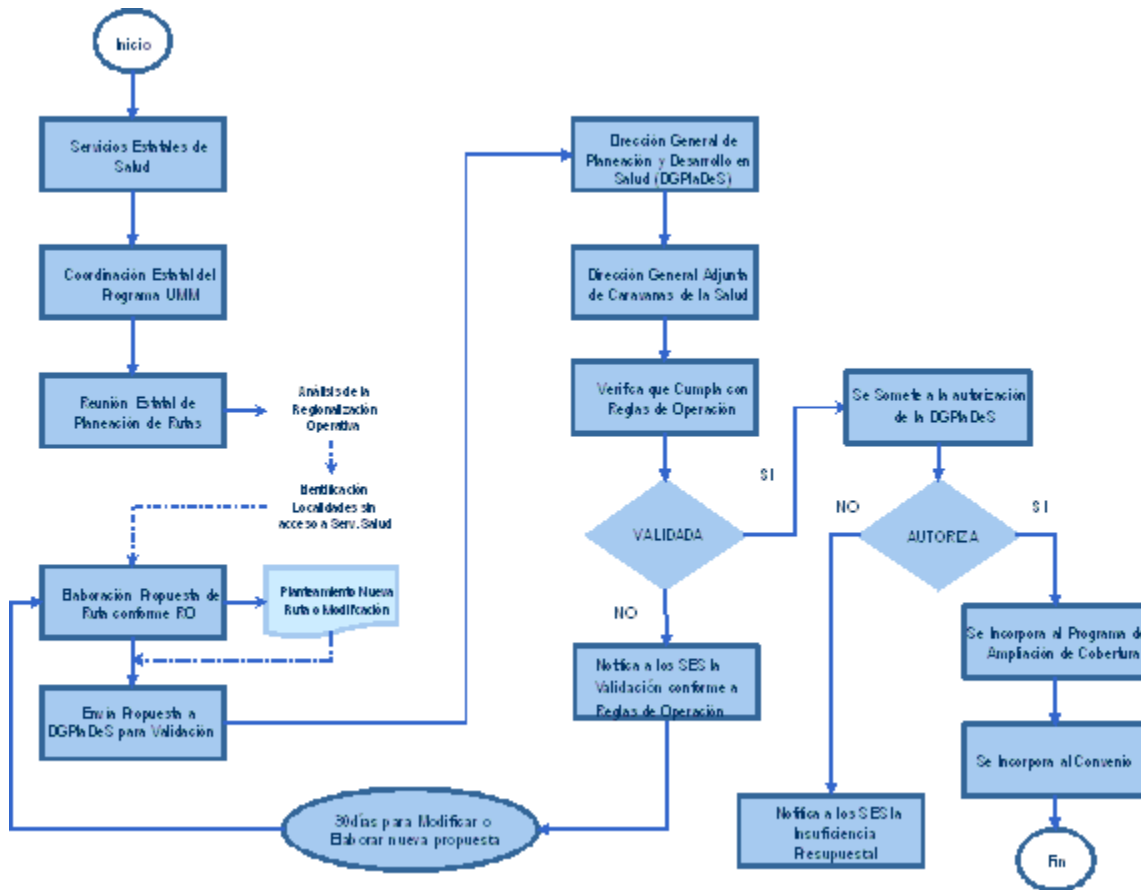 Inicio
Servicios Estatales de
Salud
Coordinación Estatal del
Programa UMM
Reunión Estatal de
Planeación de Rutas
Análisis de la
Regionalización
Operativa
Identificación
Localidades sin
acceso a Serv. Salud
Elaboración Propuesta de
Ruta conforme RO
Planteamiento Nueva
Ruta o Modificación
Envía Propuesta a
DGPlaDeS para Validación
Dirección General de
Planeación y Desarrollo en
Salud (DGPlaDeS)
Dirección General Adjunta
de Caravanas de la Salud
Verifica que Cumpla con
Reglas de Operación
VALIDADA
SI
NO
Notifica a los SES la
Validación conforme a
Reglas de Operación
30 días para Modificar o
Elaborar nueva propuesta
Se Somete a la autorización
de la DGPlaDeS
AUTORIZA
NO
SI
Notifica a los SES la
Insuficiencia
Presupuestal
Se Incorpora al Programa de
Ampliación de Cobertura
Se Incorpora al Convenio
Fin